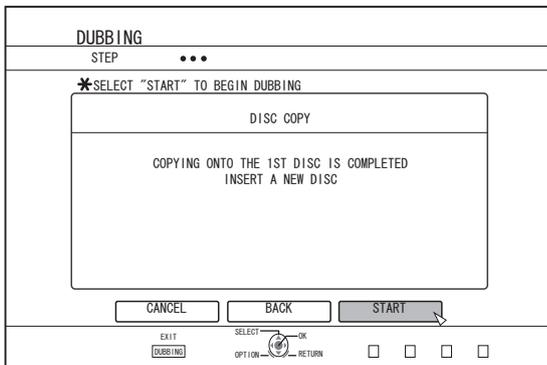 DUBBING
STEP
*SELECT "START" TO BEGIN DUBBING
DISC COPY
COPYING ONTO THE 1ST DISC IS COMPLETED
INSERT A NEW DISC
CANCEL BACK START
EXIT
DUBBING
SELECT OK
OPTION RETURN